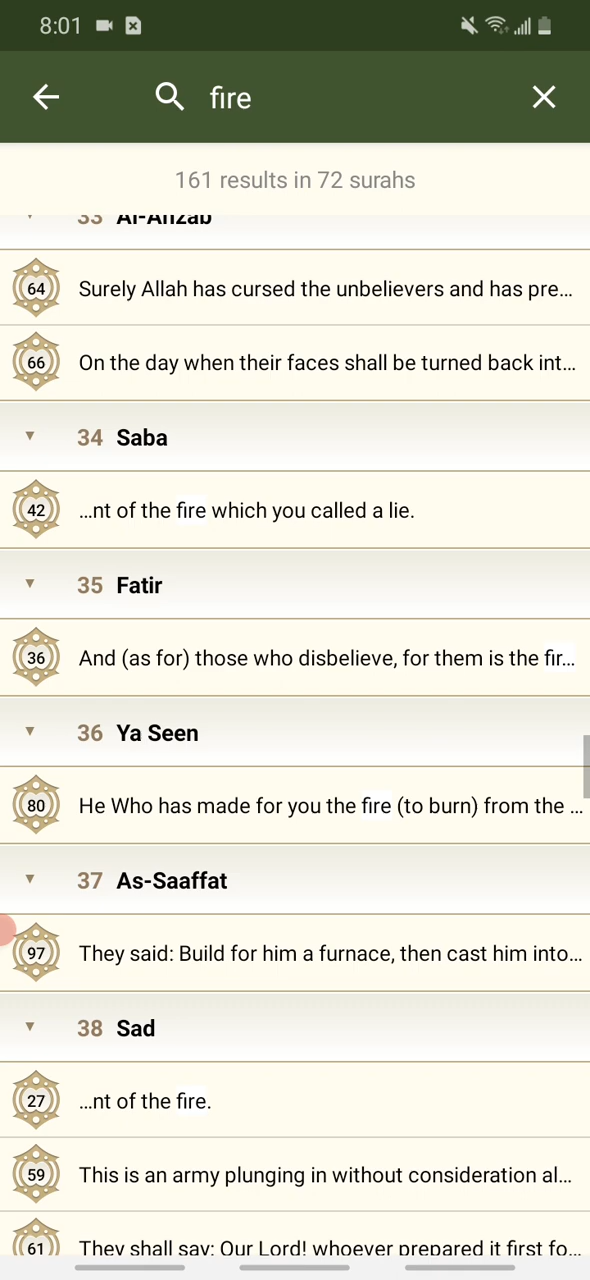 8:01
fire
161 results in 72 surahs
33 Al-Ahzab
64 Surely Allah has cursed the unbelievers and has pre...
66 On the day when their faces shall be turned back int...
34 Saba
42 ...nt of the fire which you called a lie.
35 Fatir
36 And (as for) those who disbelieve, for them is the fir...
36 Ya Seen
80 He Who has made for you the fire (to burn) from the ...
37 As-Saaffat
97 They said: Build for him a furnace, then cast him into...
38 Sad
27 ...nt of the fire.
59 This is an army plunging in without consideration al...
61 They shall say: Our Lord! whoever prepared it first fo...